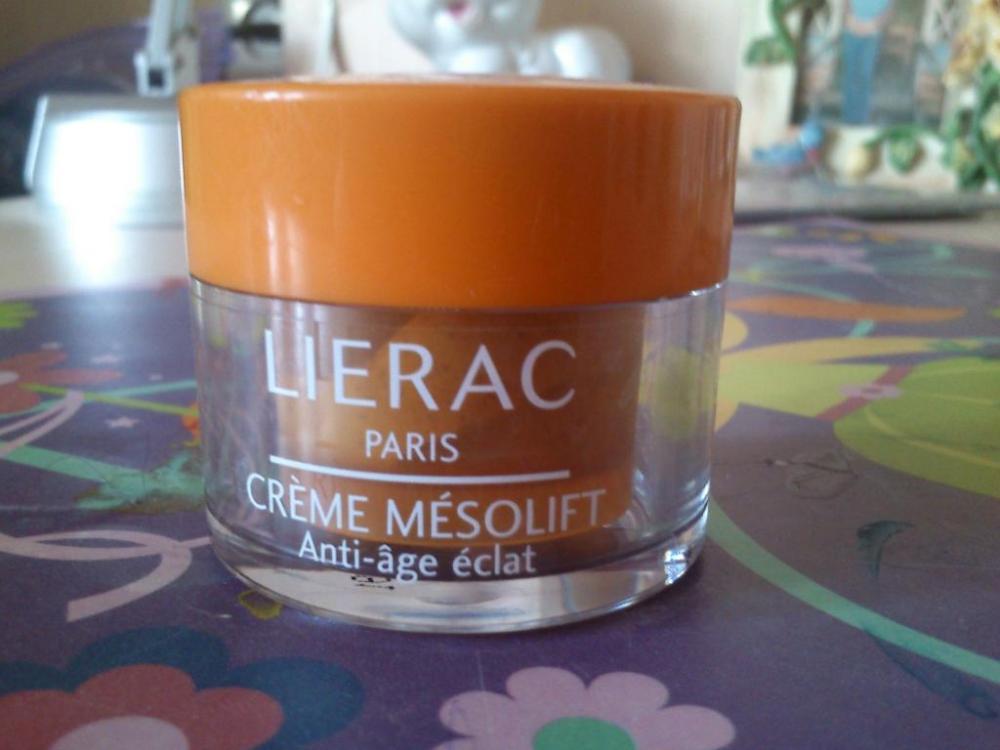 LIERAC
PARIS
CRÈME MÉSOLIFT
Anti-âge éclat